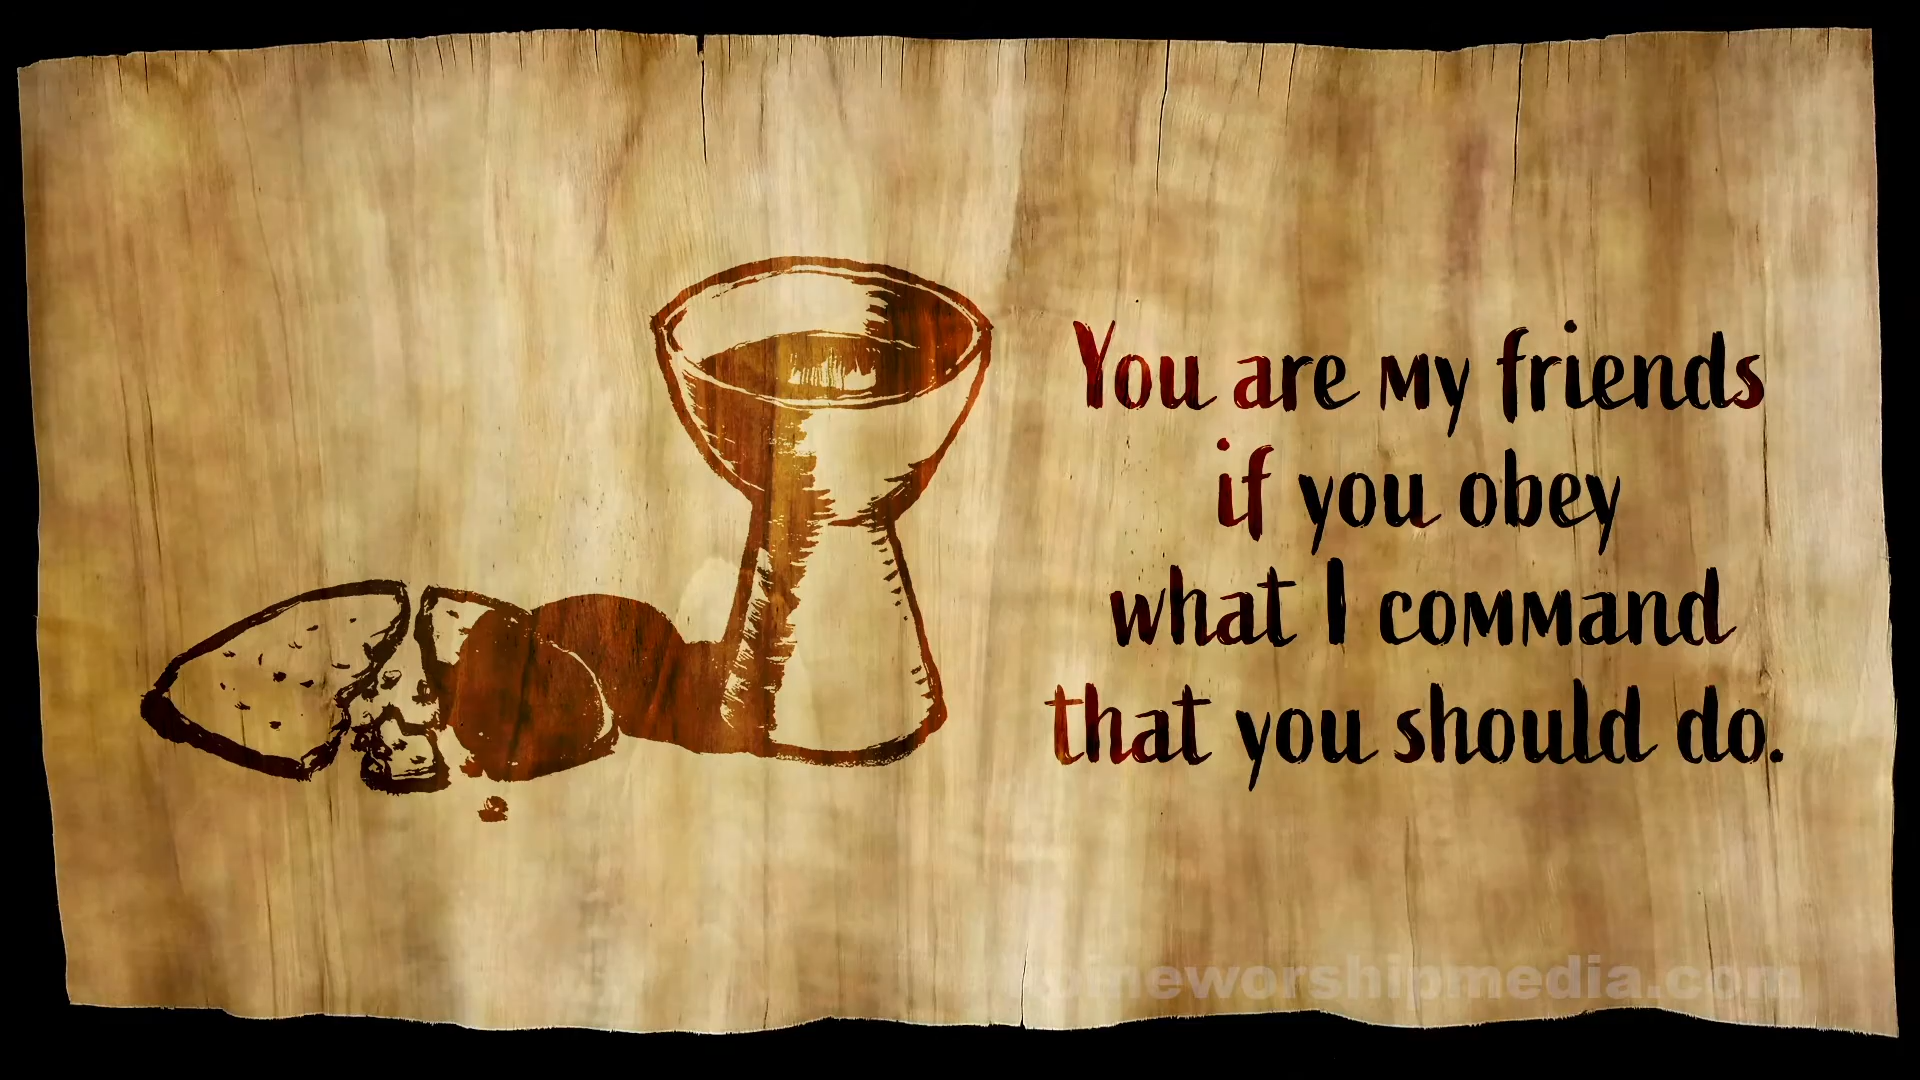 You are my friends
if you obey
what I command
that you should do.